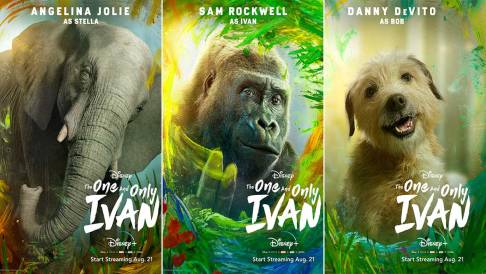 ANGELINA JOLIE
AS STELLA
Disney
The One And Only
IVAN
Disney+
Start Streaming Aug. 21
SAM ROCKWELL
AS IVAN
Disney
The One And Only
IVAN
Disney+
Start Streaming Aug. 21
DANNY DeVITO
AS BOB
Disney
The One And Only
IVAN
Disney+
Start Streaming Aug. 21